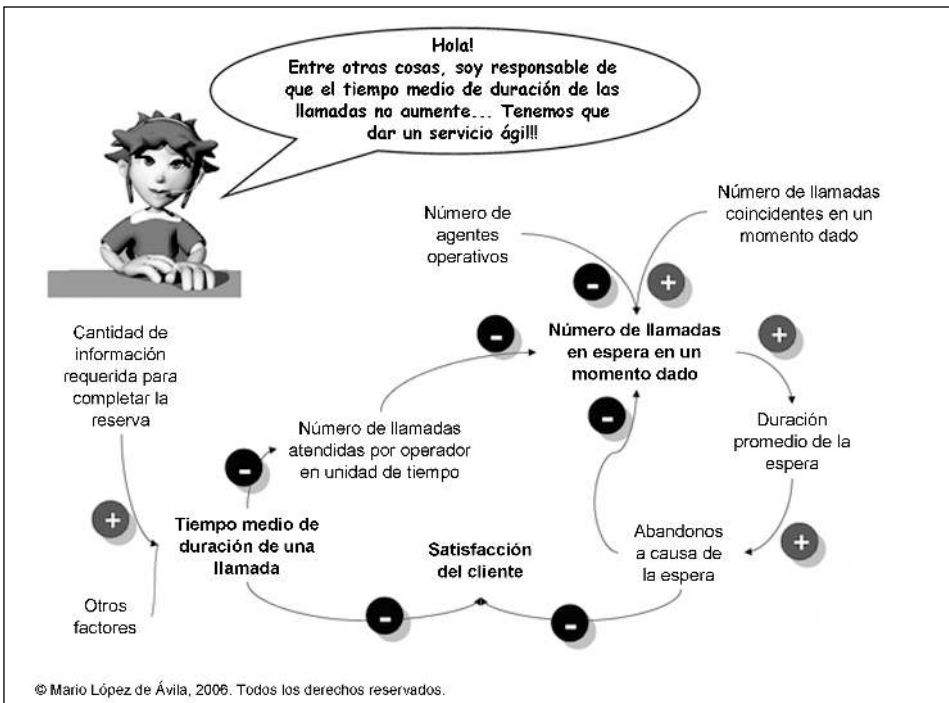 Hola!
Entre otras cosas, soy responsable de
que el tiempo medio de duración de las
llamadas no aumente... Tenemos que
dar un servicio ágil!!!
Número de
agentes
operativos
Número de llamadas
coincidentes en un
momento dado
-
+
Cantidad de
información
requerida para
completar la
reserva
-
Número de llamadas
en espera en un
momento dado
+
-
Número de llamadas
atendidas por operador
en unidad de tiempo
Duración
promedio de la
espera
-
+
Tiempo medio de
duración de una
llamada
Satisfacción
del cliente
Abandonos
a causa de
la espera
+
Otros
factores
-
-
© Mario López de Ávila, 2006. Todos los derechos reservados.